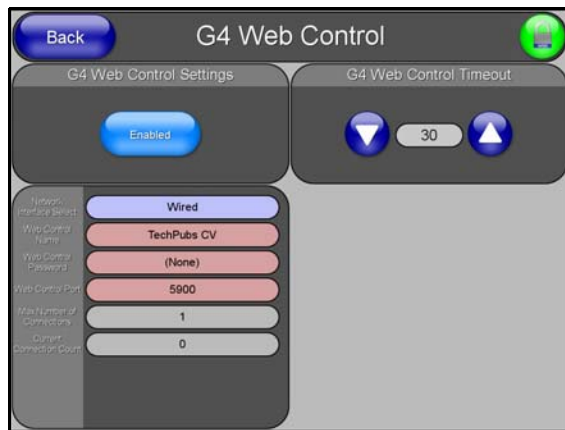 Back
G4 Web Control
G4 Web Control Settings
Enabled
G4 Web Control Timeout
30
Network
Interface Select
Wired
Web Control
Name
TechPubs CV
Web Control
Password
(None)
Web Control Port
5900
Max Number of
Connections
1
Current
Connection Count
0